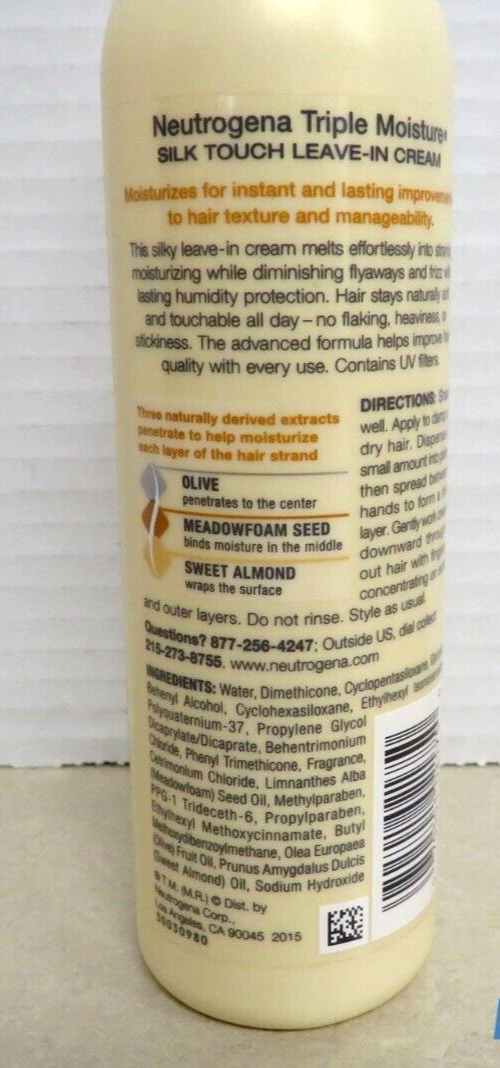 Neutrogena Triple Moisture
SILK TOUCH LEAVE-IN CREAM
Moisturizes for instant and lasting
to hair texture and manageability.
This silky leave-in cream melts effortlessly into
moisturizing while diminishing flyaways and frizz
lasting humidity protection. Hair stays naturally
and touchable all day – no flaking, heaviness,
stickiness. The advanced formula helps improve
quality with every use. Contains UV filters.
Three naturally derived extracts
penetrate to help moisturize
each layer of the hair strand
OLIVE
penetrates to the center
MEADOWFOAM SEED
binds moisture in the middle
SWEET ALMOND
wraps the surface
DIRECTIONS:
well. Apply to
dry hair.
small amount into
then spread
hands to form a
layer. Gently work
downward
out hair with
concentrating on
and outer layers. Do not rinse. Style as usual.
Questions? 877-256-4247; Outside US, dial collect
215-273-8755. www.neutrogena.com
INGREDIENTS: Water, Dimethicone, Cyclopentasiloxane,
Behenyl Alcohol, Cyclohexasiloxane, Ethylhexyl
Polyquaternium-37, Propylene Glycol
Dicaprylate/Dicaprate, Behentrimonium
Chloride, Phenyl Trimethicone, Fragrance,
Cetrimonium Chloride, Limnanthes Alba
(Meadowfoam) Seed Oil, Methylparaben,
PPG-1 Trideceth-6, Propylparaben,
Ethylhexyl Methoxycinnamate, Butyl
Methoxydibenzoylmethane, Olea Europaea
(Olive) Fruit Oil, Prunus Amygdalus Dulcis
(Sweet Almond) Oil, Sodium Hydroxide
® T.M. (M.R.) © Dist. by
Neutrogena Corp.,
Los Angeles, CA 90045 2015
30030980